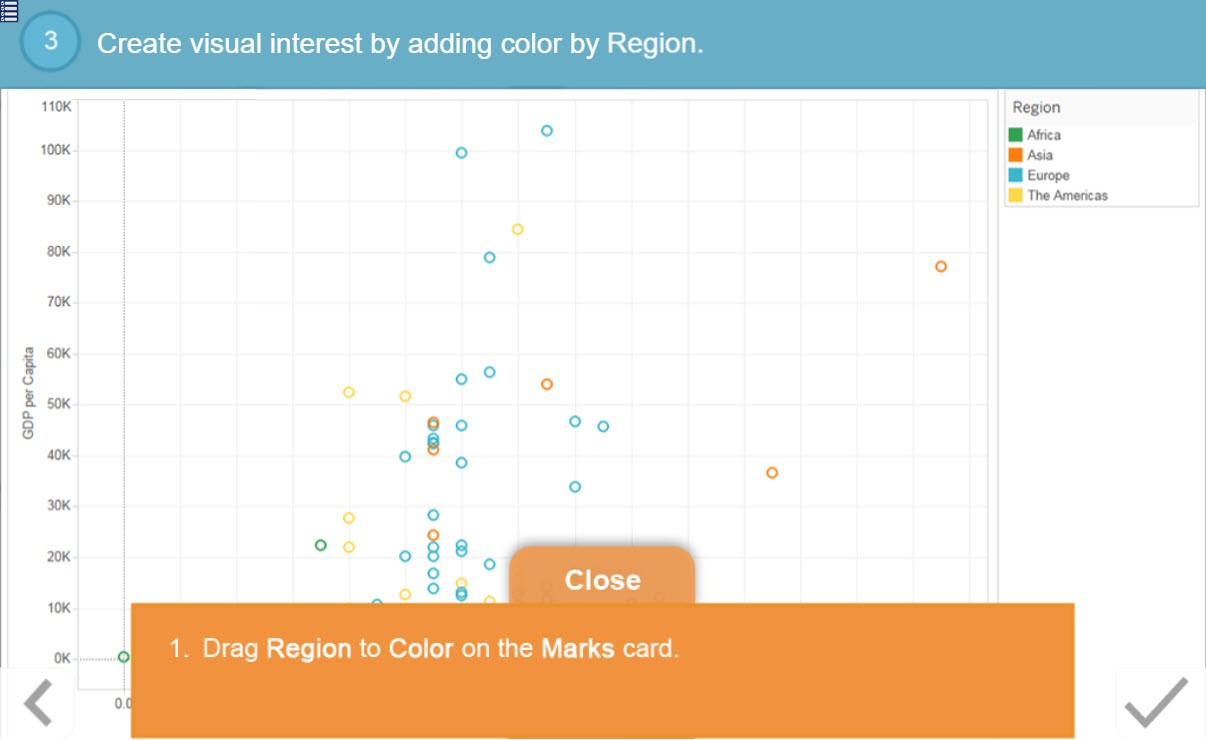 3
Create visual interest by adding color by Region.
110K
100K
90K
80K
70K
60K
50K
40K
30K
20K
10K
0K
GDP per Capita
Region
Africa
Asia
Europe
The Americas
Close
1. Drag Region to Color on the Marks card.